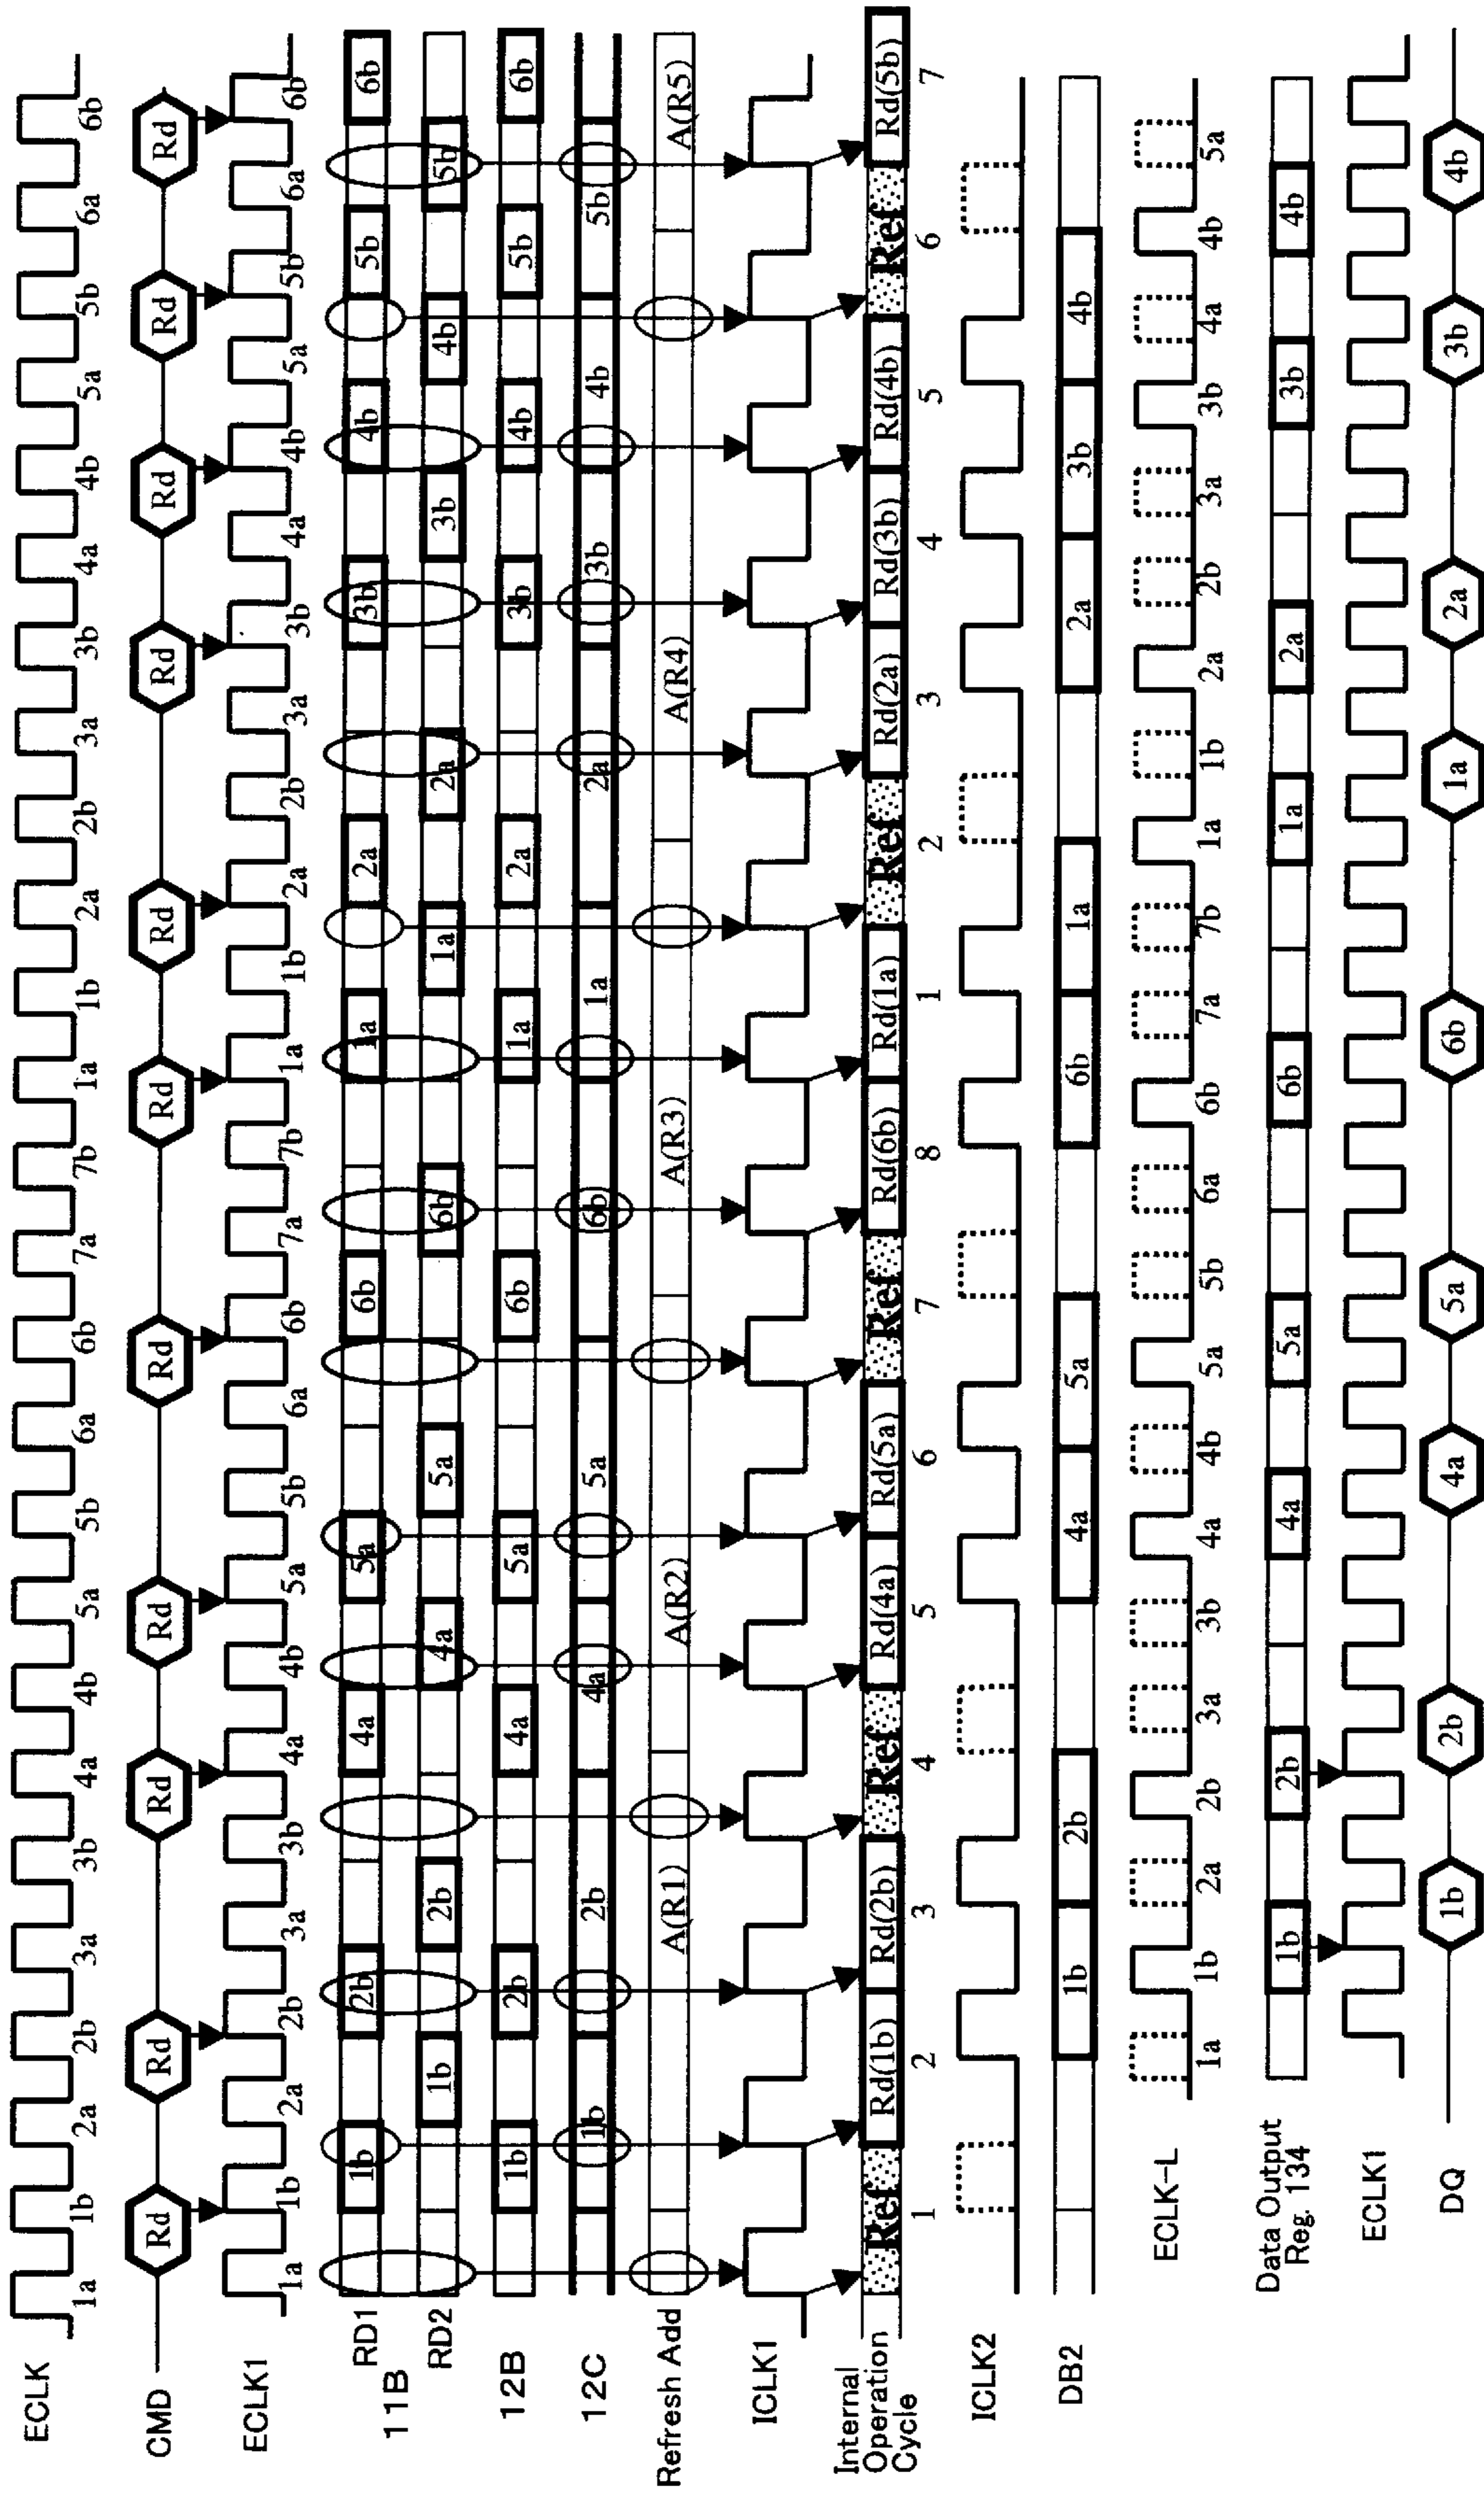 ECLK 1a 1b 2a 2b 3a 3b 4a 4b 5a 5b 6a 6b 7a 7b 1a 1b 2a 2b 3a 3b 4a 4b 5a 5b 6a 6b
CMD Rd Rd Rd Rd Rd Rd Rd Rd Rd Rd Rd
ECLK1 1a 1b 2a 2b 3a 3b 4a 4b 5a 5b 6a 6b 7a 7b 1a 1b 2a 2b 3a 3b 4a 4b 5a 5b 6a 6b
RD1 1b 2b 4a 5a 6b 1a 2a 3b 4b 5b 6b
11B
RD2 1b 2b 4a 5a 6b 1a 2a 3b 4b 5b
12B 1b 2b 4a 5a 6b 1a 2a 3b 4b 5b 6b
12C 1b 2b 4a 5a 6b 1a 2a 3b 4b 5b
Refresh Add A(R1) A(R2) A(R3) A(R4) A(R5)
ICLK1
Internal
Operation Ref Rd(1b) Rd(2b) Ref Rd(4a) Rd(5a) Ref Rd(6b) Rd(1a) Ref Rd(2a) Rd(3b) Rd(4b) Ref Rd(5b)
Cycle 1 2 3 4 5 6 7 8 1 2 3 4 5 6 7
ICLK2
DB2 1b 2b 4a 5a 6b 1a 2a 3b 4b
ECLK-L 1a 1b 2a 2b 3a 3b 4a 4b 5a 5b 6a 6b 7a 7b 1a 1b 2a 2b 3a 3b 4a 4b 5a
Data Output
Reg. 134 1b 2b 4a 5a 6b 1a 2a 3b 4b
ECLK1
DQ 1b 2b 4a 5a 6b 1a 2a 3b 4b